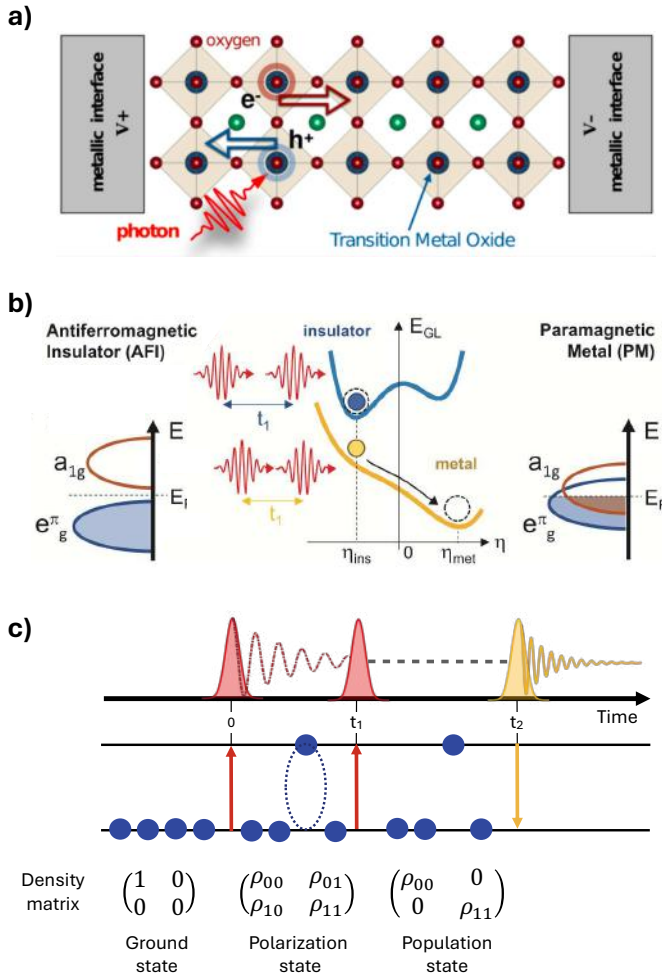 a)
oxygen
metallic interface
V+
e-
h+
photon
Transition Metal Oxide
metallic interface
V-
b)
Antiferromagnetic
Insulator (AFI)
E
a1g
EF
eπg
insulator
EGL
t1
t1
metal
ηins
0
ηmet
η
Paramagnetic
Metal (PM)
E
a1g
EF
eπg
c)
0
t1
t2
Time
Density
matrix
(1 0
0 0)
(ρ00 ρ01
ρ10 ρ11)
(ρ00 0
0 ρ11)
Ground
state
Polarization
state
Population
state